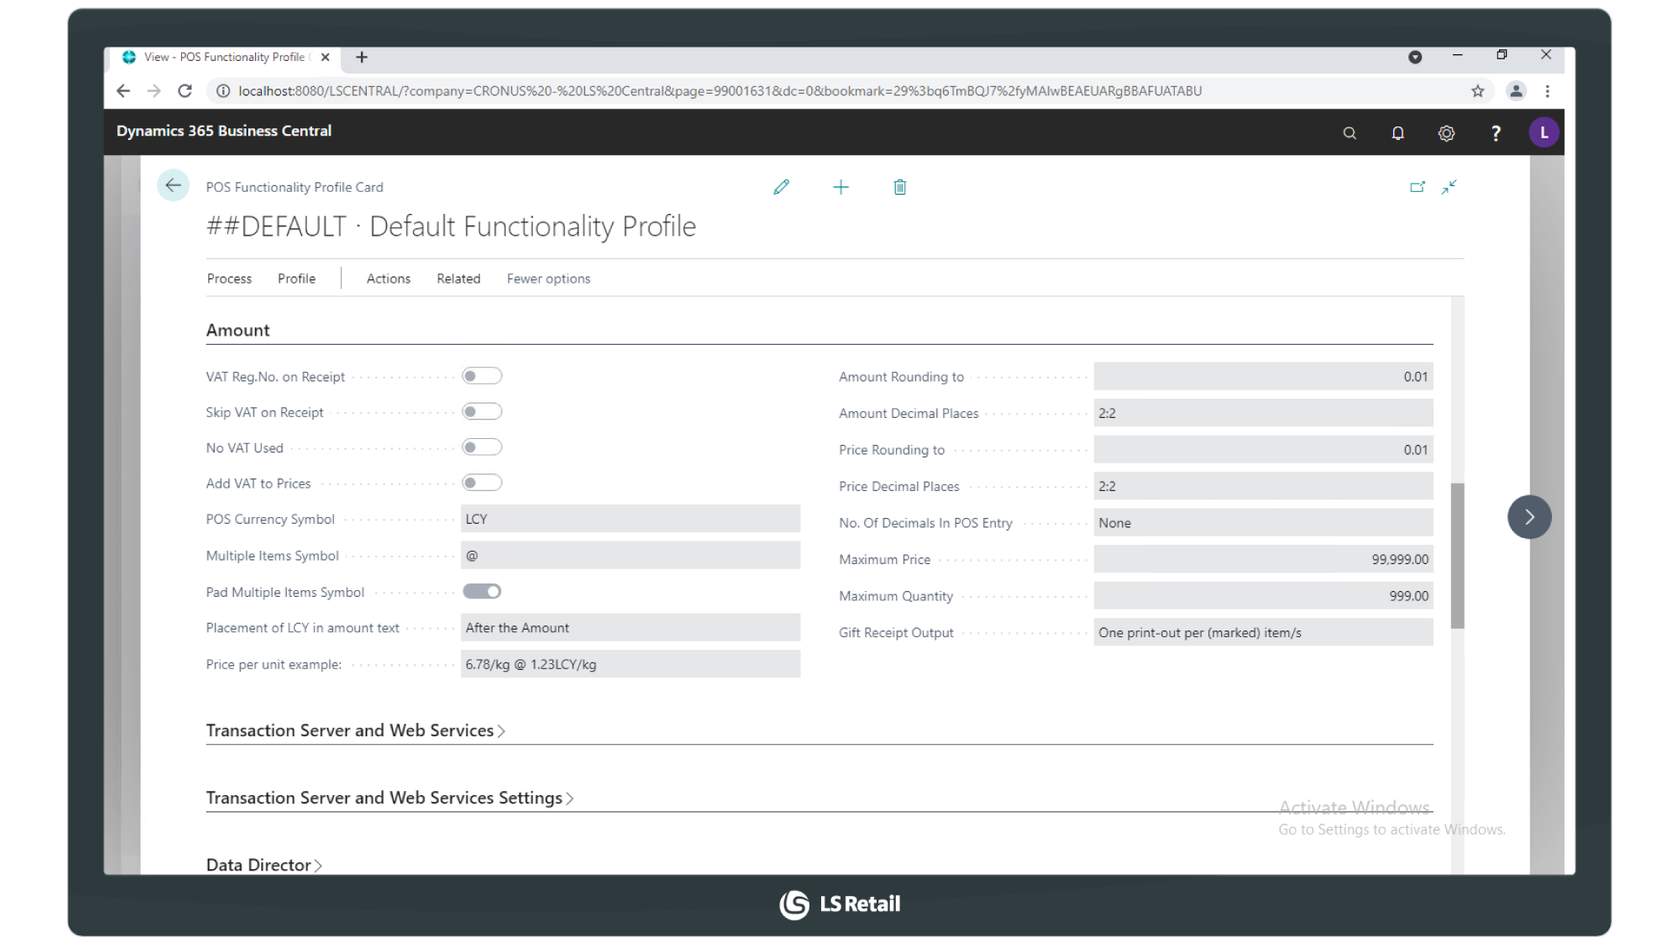 View - POS Functionality Profile C
localhost:8080/LSCENTRAL/?company=CRONUS%20-%20LS%20Central&page=99001631&dc=0&bookmark=29%3bq6TmBQJ7%2fyMAIwBEAEUARgBBAFUATABU
Dynamics 365 Business Central
?
L
POS Functionality Profile Card
##DEFAULT · Default Functionality Profile
Process
Profile
Actions
Related
Fewer options
Amount
VAT Reg.No. on Receipt
Skip VAT on Receipt
No VAT Used
Add VAT to Prices
POS Currency Symbol
LCY
Multiple Items Symbol
@
Pad Multiple Items Symbol
Placement of LCY in amount text
After the Amount
Price per unit example:
6.78/kg @ 1.23LCY/kg
Amount Rounding to
0.01
Amount Decimal Places
2:2
Price Rounding to
0.01
Price Decimal Places
2:2
No. Of Decimals In POS Entry
None
Maximum Price
99,999.00
Maximum Quantity
999.00
Gift Receipt Output
One print-out per (marked) item/s
Transaction Server and Web Services
Transaction Server and Web Services Settings
Data Director
Activate Windows
Go to Settings to activate Windows.
LS Retail